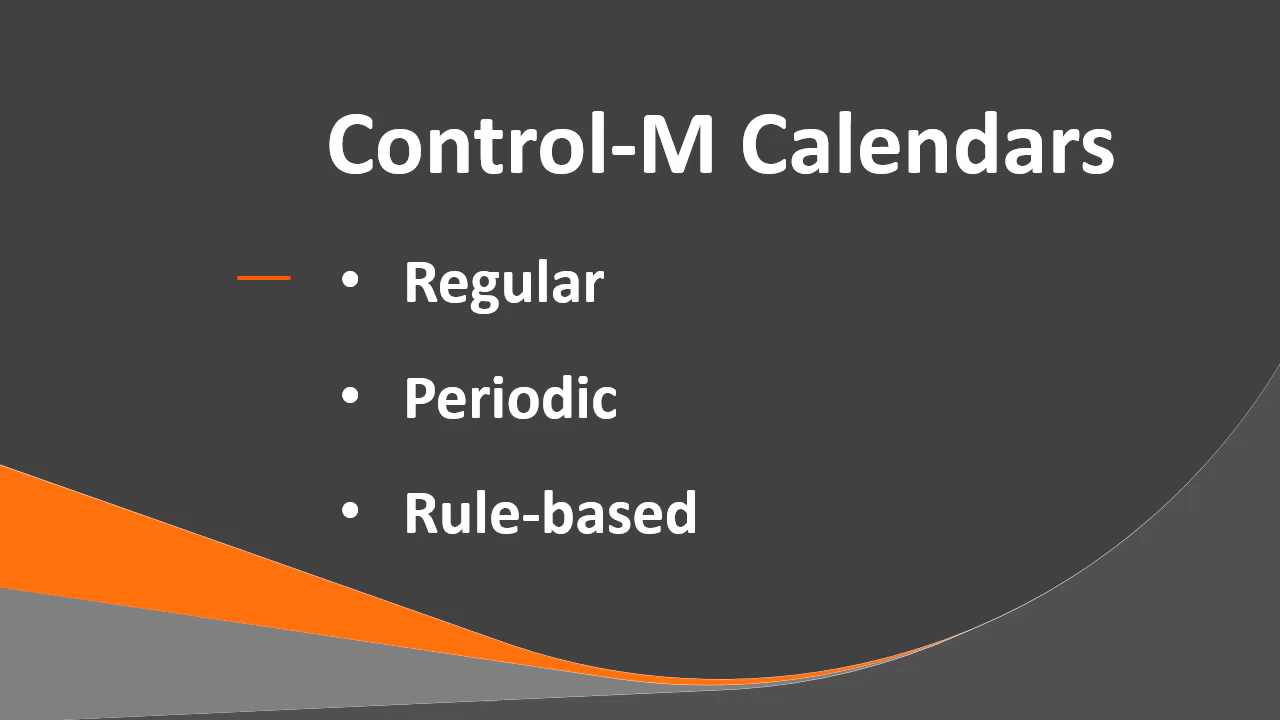 Control-M Calendars
• Regular
• Periodic
• Rule-based